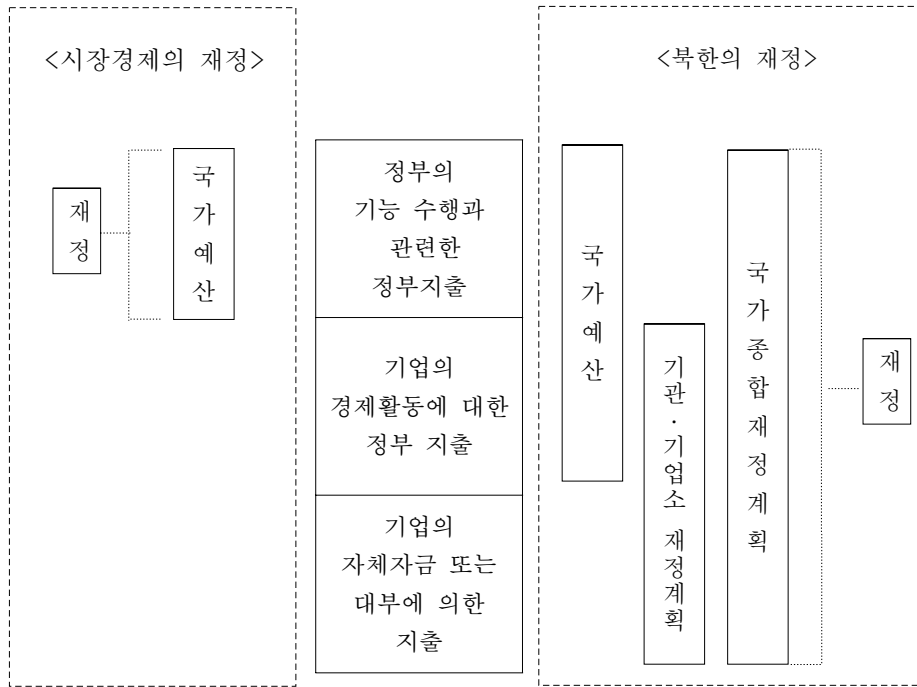 <시장경제의 재정>
재정
국가예산
정부의
기능 수행과
관련한
정부지출
기업의
경제활동에 대한
정부 지출
기업의
자체자금 또는
대부에 의한
지출
<북한의 재정>
국가예산
기관·기업소 재정계획
국가종합재정계획
재정